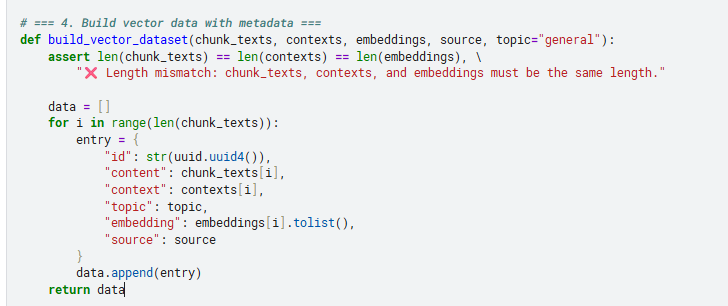 # === 4. Build vector data with metadata ===
def build_vector_dataset(chunk_texts, contexts, embeddings, source, topic="general"):
    assert len(chunk_texts) == len(contexts) == len(embeddings), \
        "❌ Length mismatch: chunk_texts, contexts, and embeddings must be the same length."

    data = []
    for i in range(len(chunk_texts)):
        entry = {
            "id": str(uuid.uuid4()),
            "content": chunk_texts[i],
            "context": contexts[i],
            "topic": topic,
            "embedding": embeddings[i].tolist(),
            "source": source
        }
        data.append(entry)
    return data